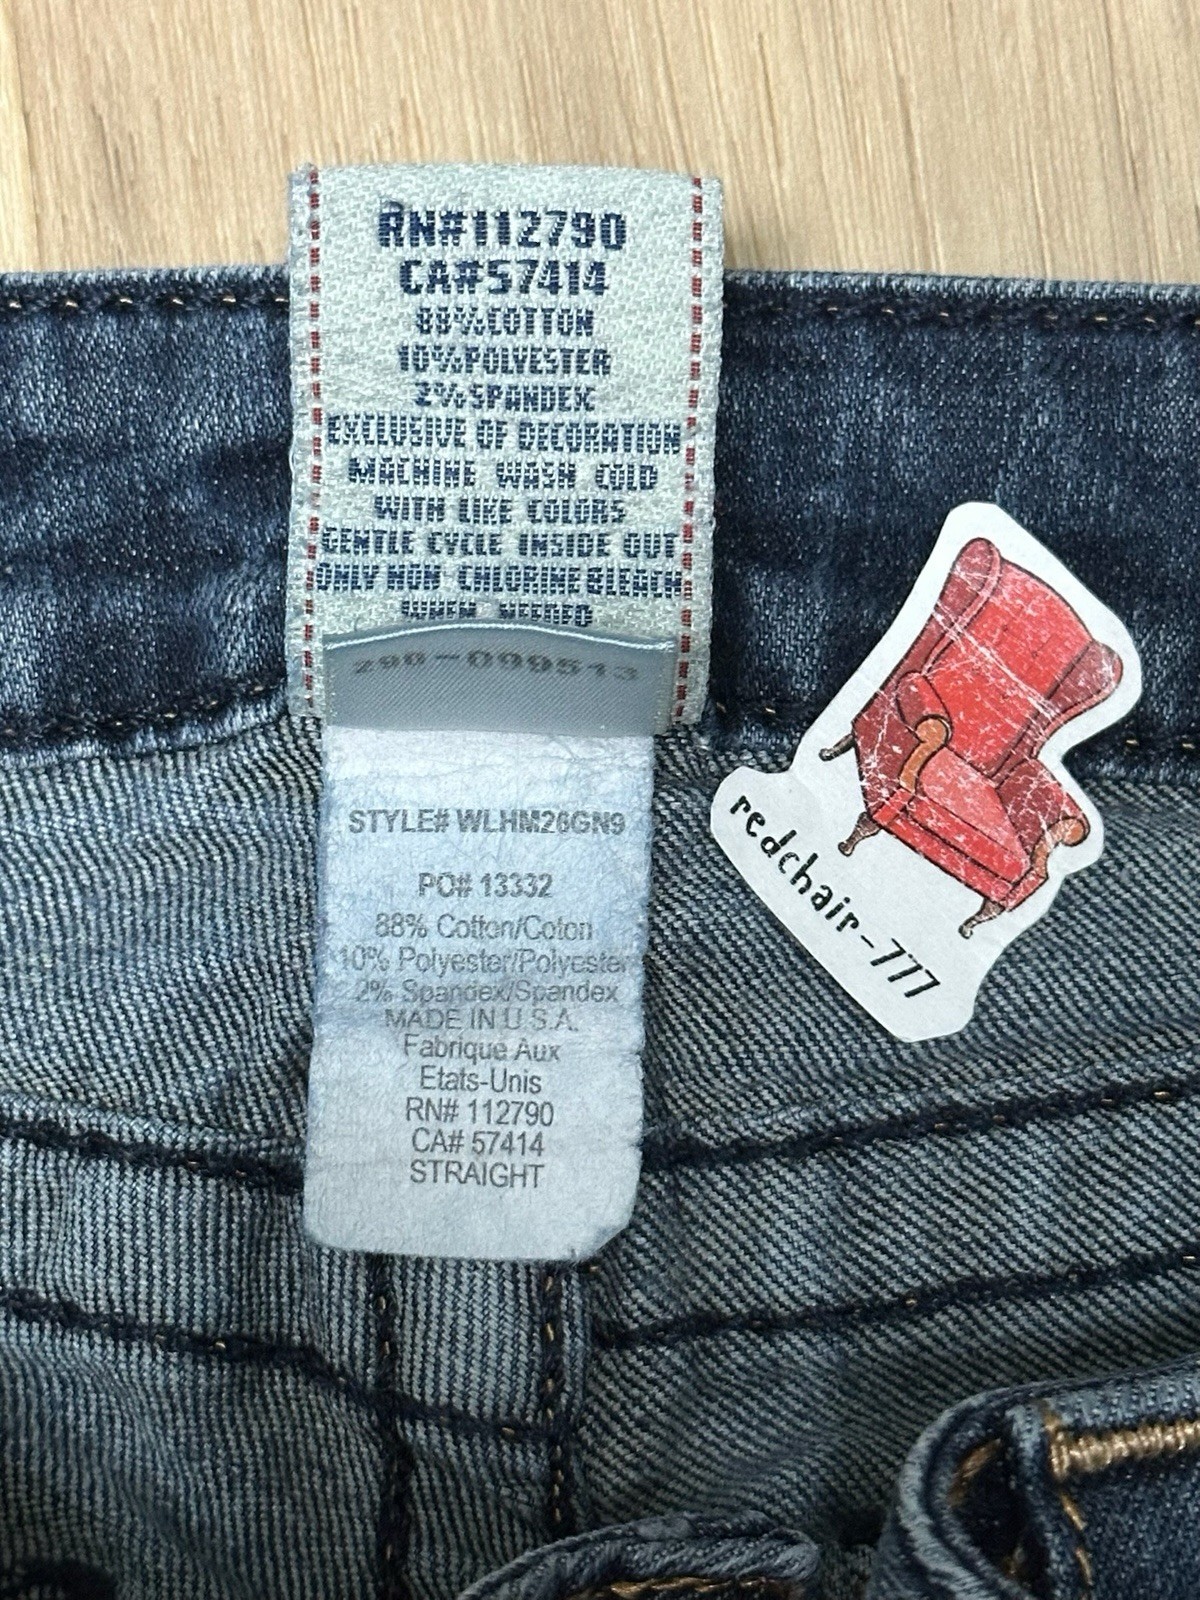 RN#112790
CA#57414
88%COTTON
10%POLYESTER
2%SPANDEX
EXCLUSIVE OF DECORATION
MACHINE WASH COLD
WITH LIKE COLORS
GENTLE CYCLE INSIDE OUT
ONLY NON CHLORINE BLEACH
WHEN NEEDED
STYLE# WLHM26GN9
PO# 13332
88% Cotton/Coton
10% Polyester/Polyester
2% Spandex/Spandex
MADE IN U.S.A.
Fabrique Aux
Etats-Unis
RN# 112790
CA# 57414
STRAIGHT
redchair-777